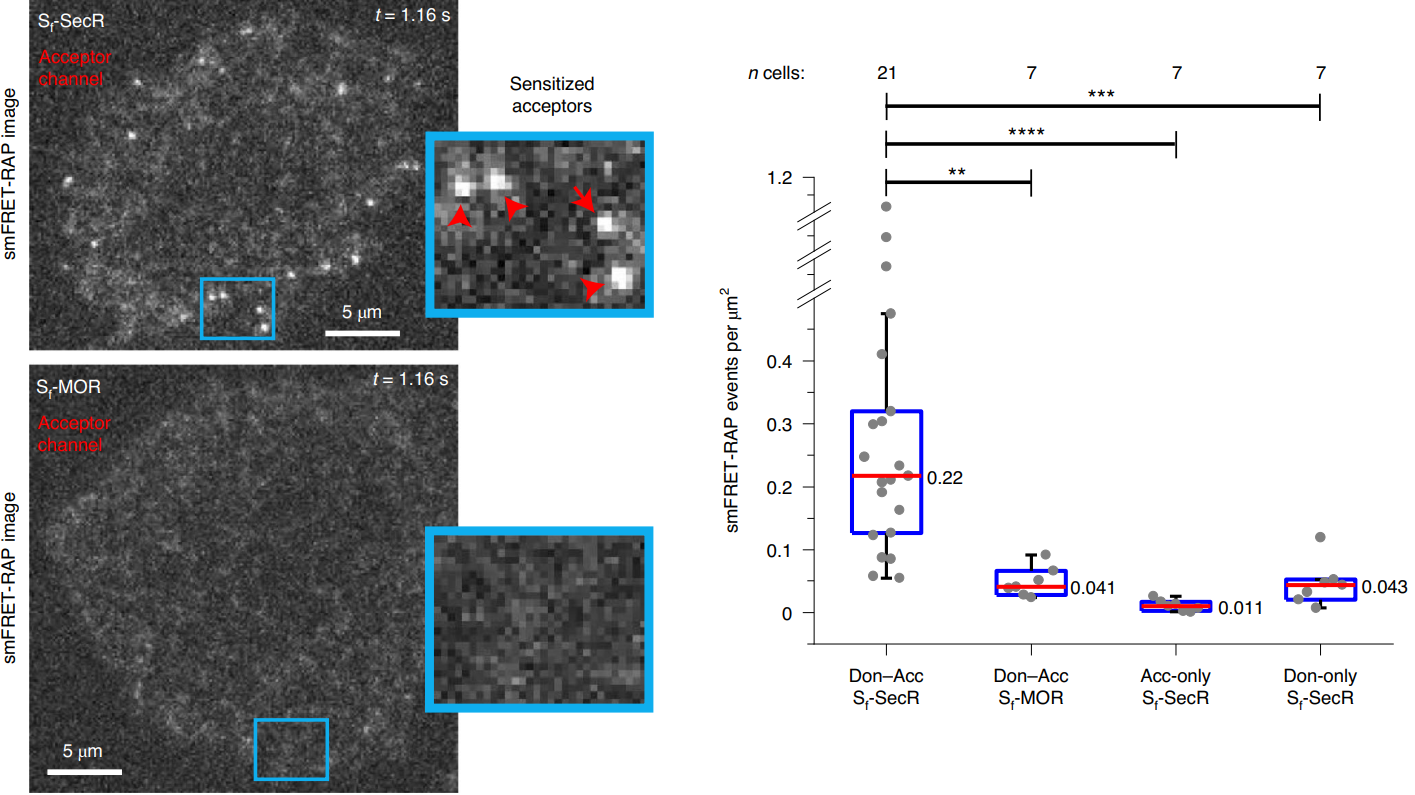 smFRET-RAP image
Sf-SecR
t = 1.16 s
Acceptor
channel
5 μm
Sensitized
acceptors
smFRET-RAP image
Sf-MOR
t = 1.16 s
Acceptor
channel
5 μm
n cells:
21
7
7
7
***
****
**
smFRET-RAP events per μm²
1.2
0.4
0.3
0.2
0.1
0
0.22
0.041
0.011
0.043
Don–Acc
Sf-SecR
Don–Acc
Sf-MOR
Acc-only
Sf-SecR
Don-only
Sf-SecR